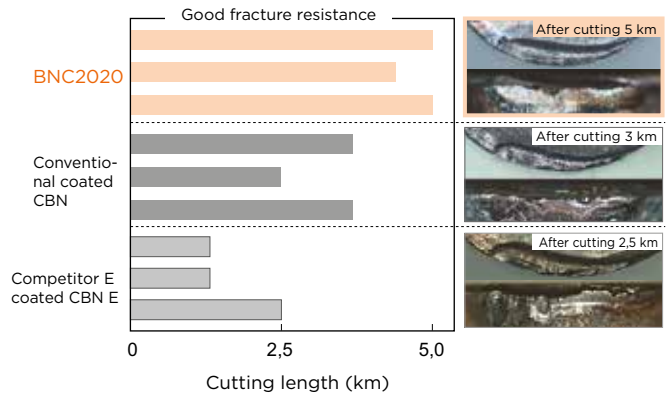 Good fracture resistance
BNC2020
Conventio-
nal coated
CBN
Competitor E
coated CBN E
After cutting 5 km
After cutting 3 km
After cutting 2,5 km
0
2,5
5,0
Cutting length (km)